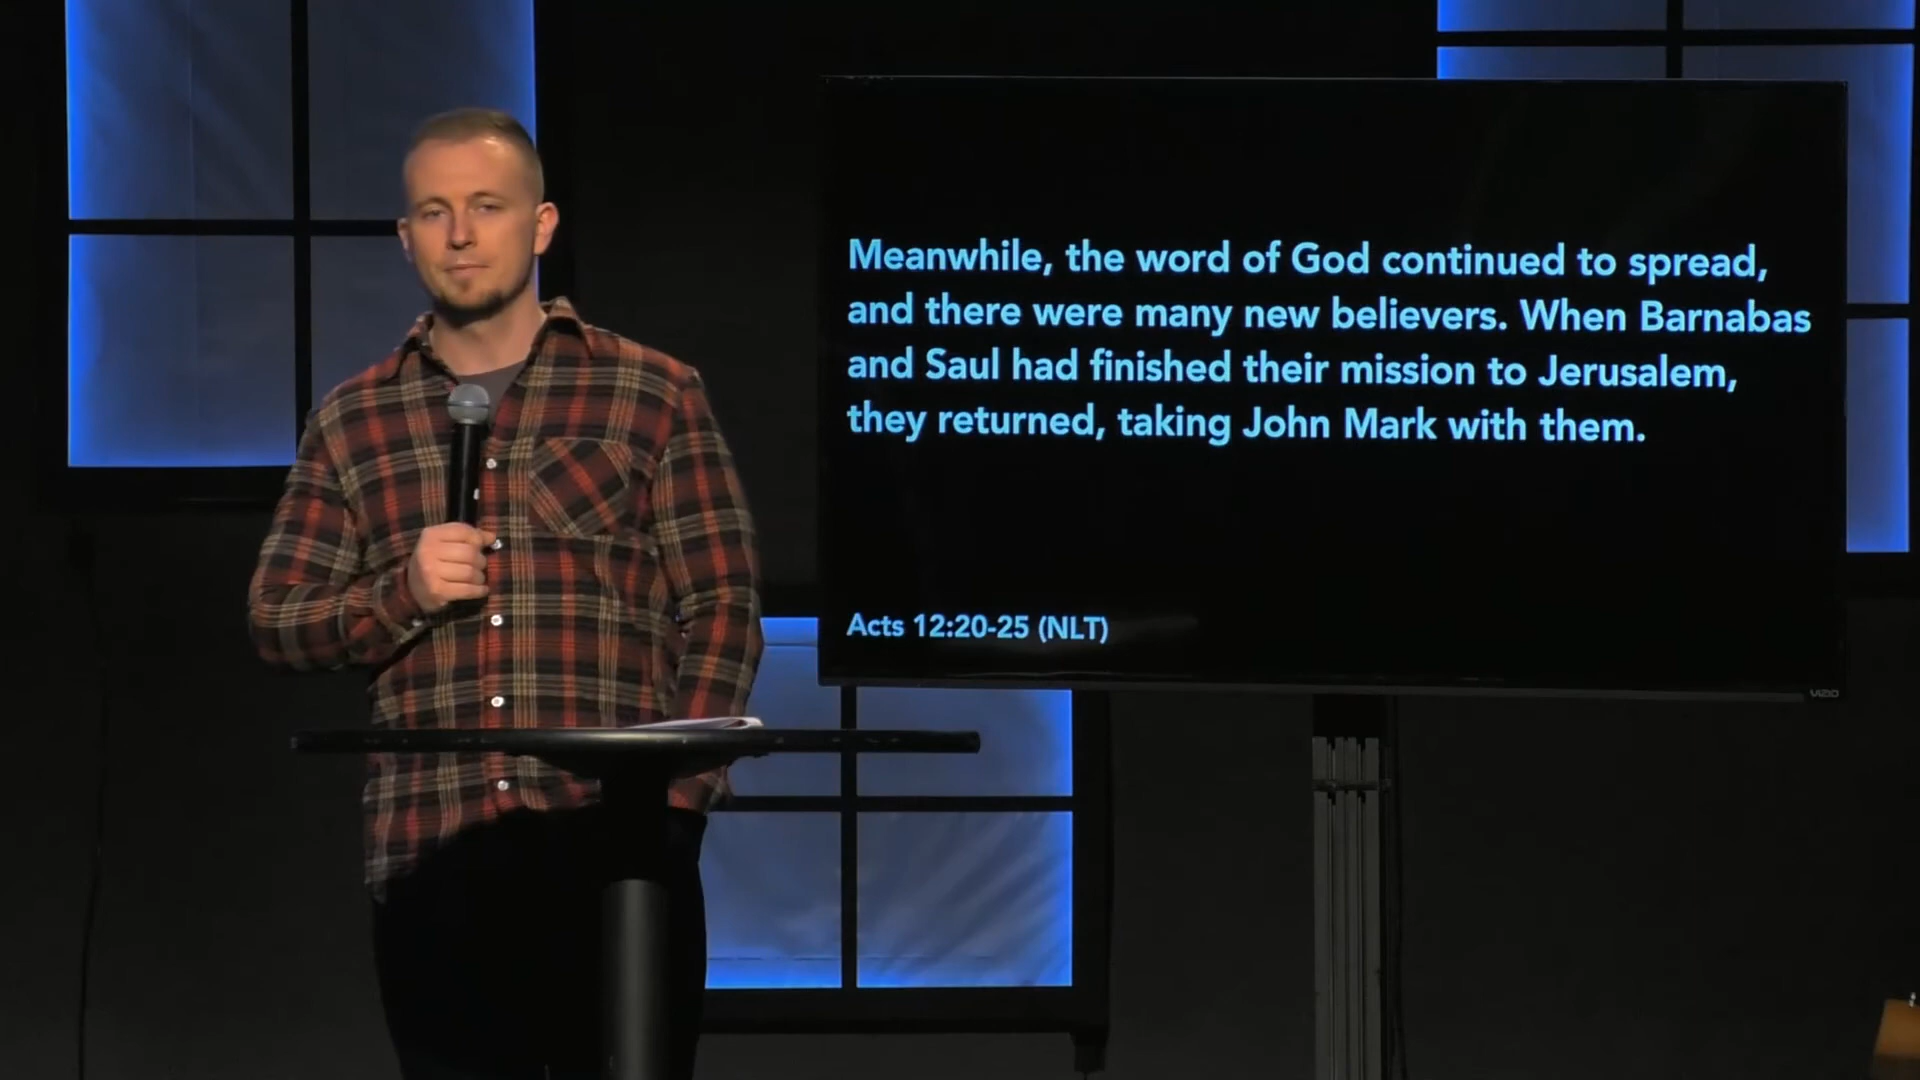 Meanwhile, the word of God continued to spread,
and there were many new believers. When Barnabas
and Saul had finished their mission to Jerusalem,
they returned, taking John Mark with them.
Acts 12:20-25 (NLT)
VIZIO